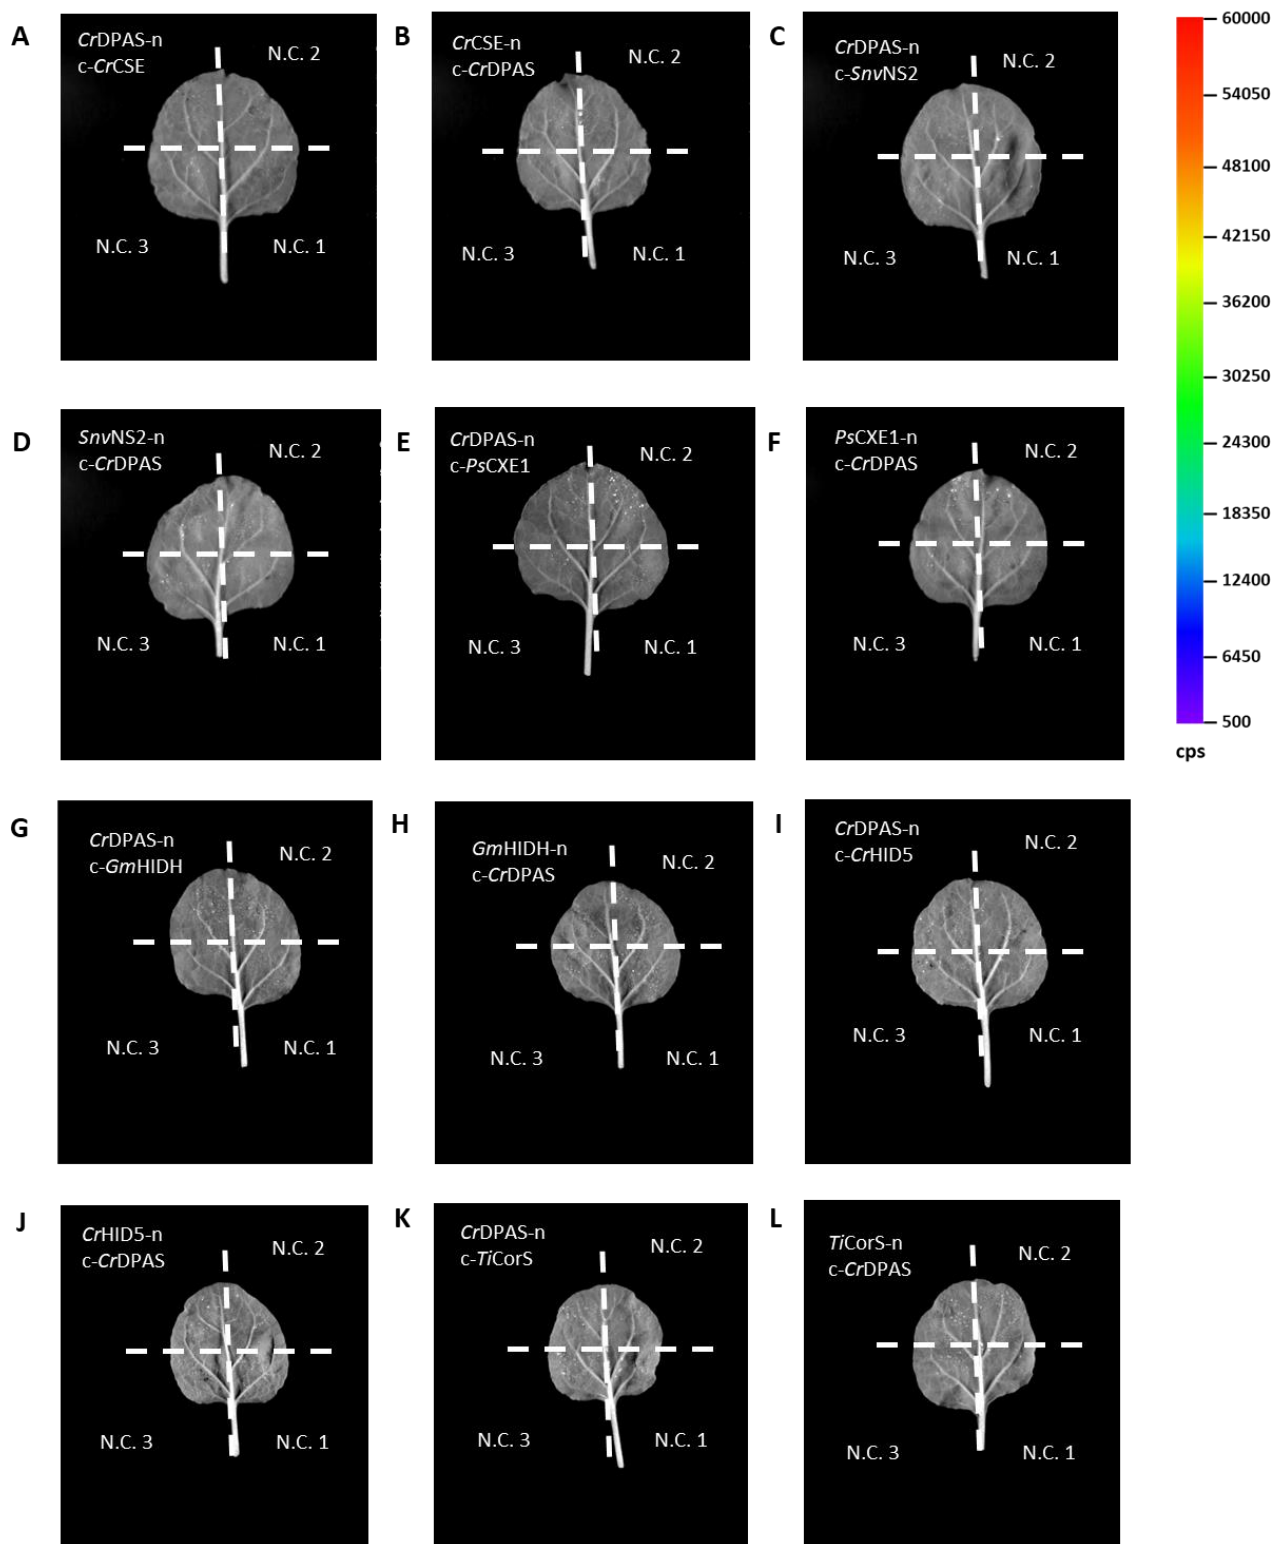 A
CrDPAS-n
c-CrCSE
N.C. 2
N.C. 3
N.C. 1
B
CrCSE-n
c-CrDPAS
N.C. 2
N.C. 3
N.C. 1
C
CrDPAS-n
c-SnvNS2
N.C. 2
N.C. 3
N.C. 1
60000
54050
48100
42150
36200
30250
24300
18350
12400
6450
500
cps
D
SnvNS2-n
c-CrDPAS
N.C. 2
N.C. 3
N.C. 1
E
CrDPAS-n
c-PsCXE1
N.C. 2
N.C. 3
N.C. 1
F
PsCXE1-n
c-CrDPAS
N.C. 2
N.C. 3
N.C. 1
G
CrDPAS-n
c-GmHIDH
N.C. 2
N.C. 3
N.C. 1
H
GmHIDH-n
c-CrDPAS
N.C. 2
N.C. 3
N.C. 1
I
CrDPAS-n
c-CrHID5
N.C. 2
N.C. 3
N.C. 1
J
CrHID5-n
c-CrDPAS
N.C. 2
N.C. 3
N.C. 1
K
CrDPAS-n
c-TiCorS
N.C. 2
N.C. 3
N.C. 1
L
TiCorS-n
c-CrDPAS
N.C. 2
N.C. 3
N.C. 1